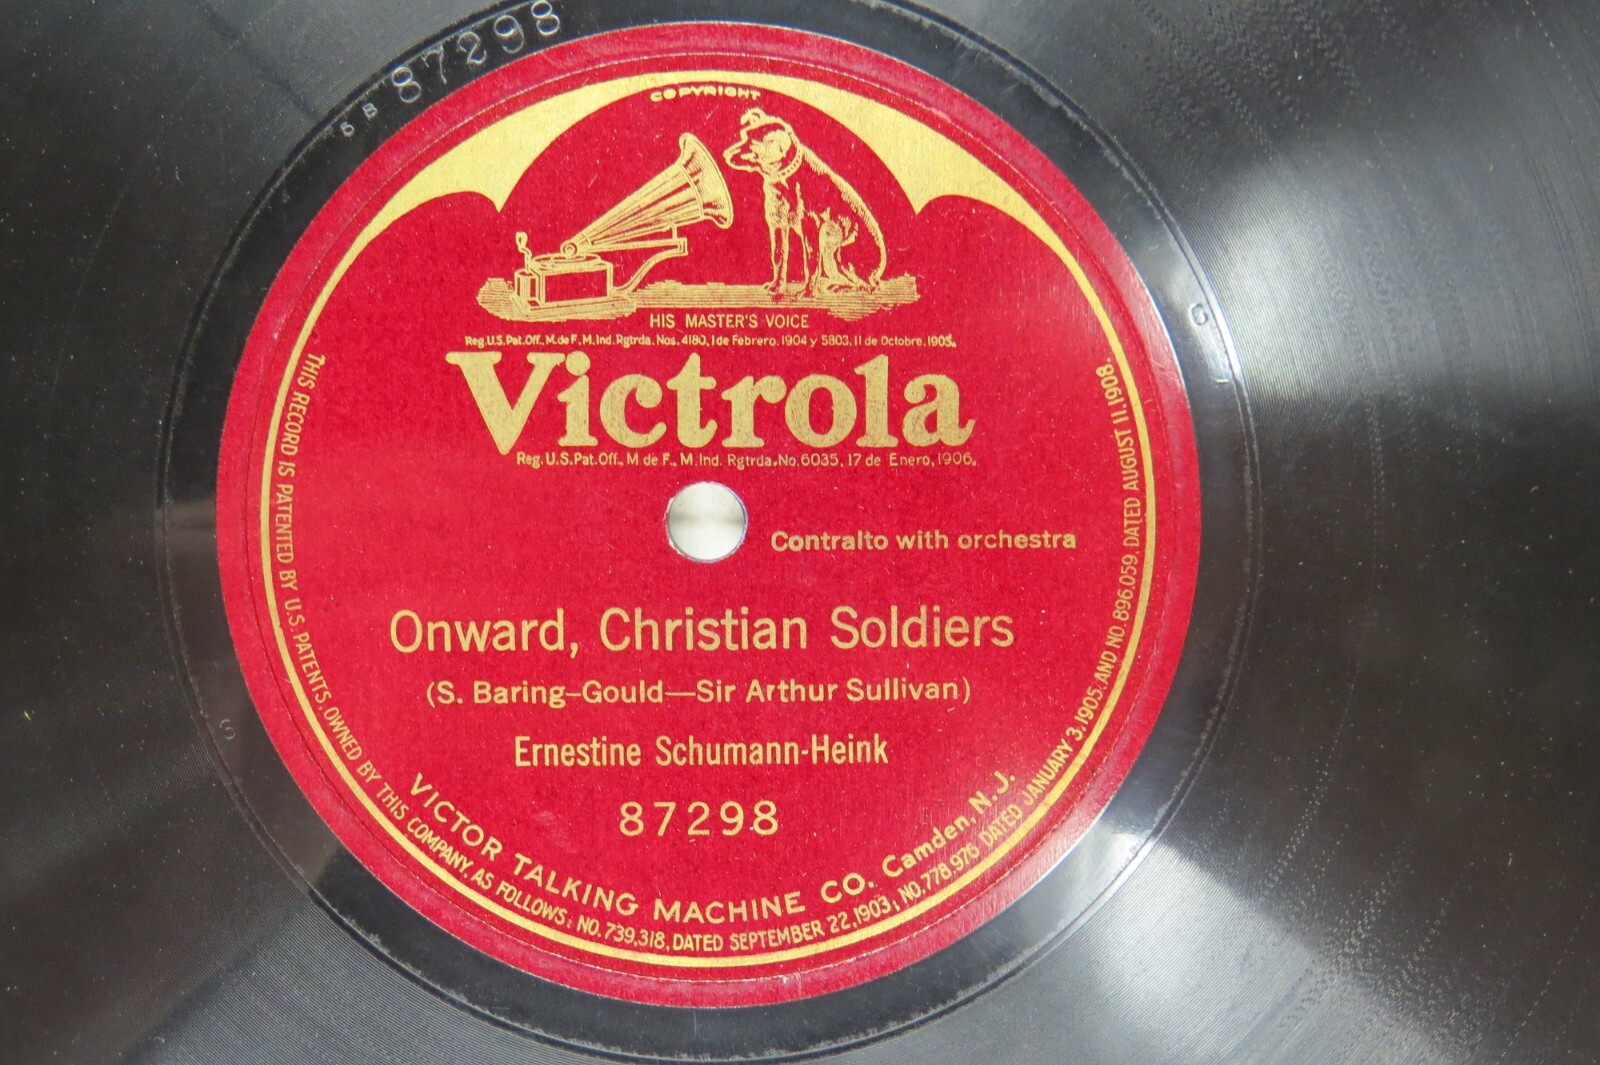 5 B 87298
COPYRIGHT
HIS MASTER'S VOICE
Reg.U.S.Pat.Off., M.de F., M.Ind. Rgtrda. Nos. 4180, 1 de Febrero, 1904 y 5803, 11 de Octubre, 1905.
Victrola
Reg. U.S.Pat.Off., M de F., M.Ind. Rgtrda. No.6035, 17 de Enero, 1906.
Contralto with orchestra
Onward, Christian Soldiers
(S. Baring-Gould—Sir Arthur Sullivan)
Ernestine Schumann-Heink
87298
VICTOR TALKING MACHINE CO. Camden, N.J.
THIS RECORD IS PATENTED BY U.S. PATENTS, OWNED BY THIS COMPANY, AS FOLLOWS: NO. 739,318, DATED SEPTEMBER 22, 1903; NO. 778,976 DATED JANUARY 3, 1905; AND NO. 896,059, DATED AUGUST 11, 1908.